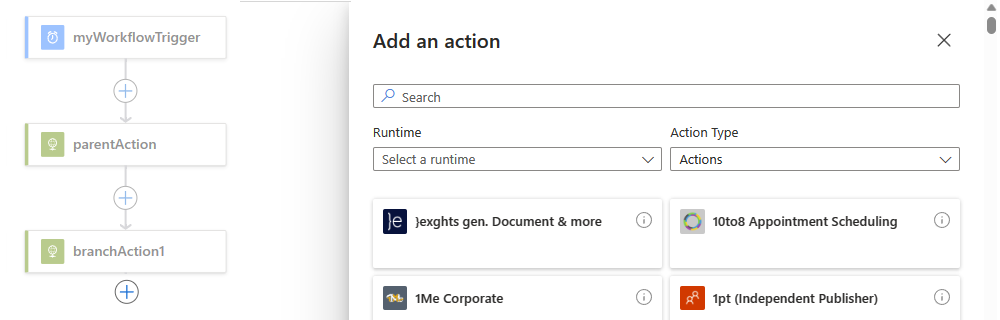 myWorkflowTrigger
parentAction
branchAction1
Add an action
Search
Runtime
Action Type
Select a runtime
Actions
}e
}exghts gen. Document & more
10to8 Appointment Scheduling
1Me
1Me Corporate
1pt (Independent Publisher)